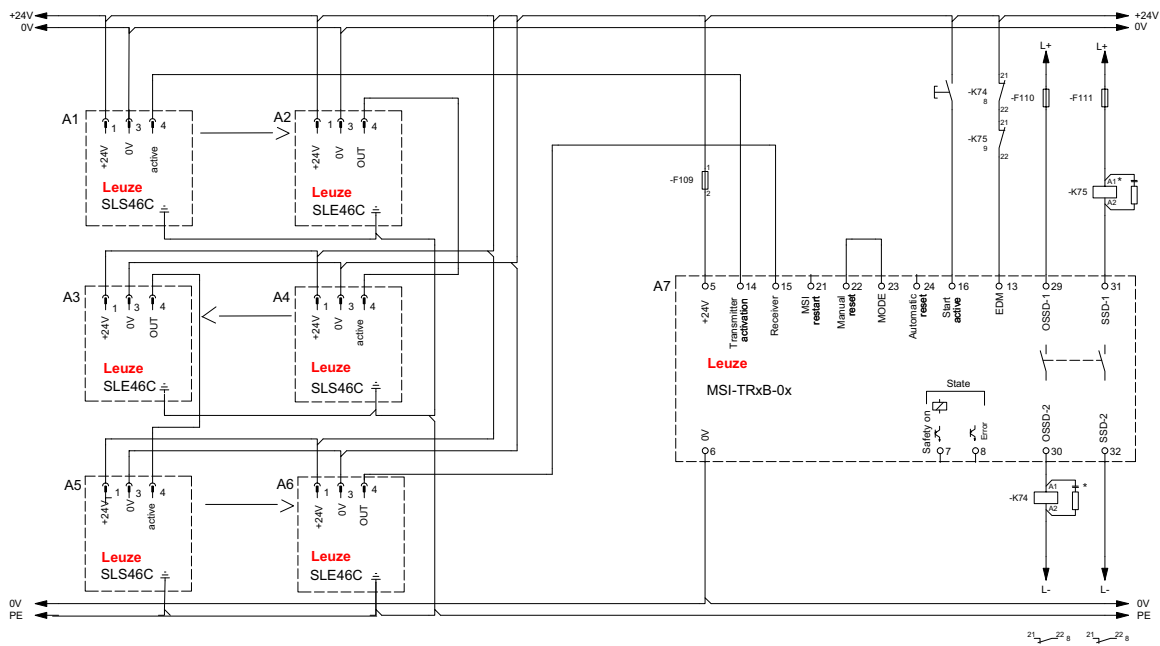 +24V +24V
0V 0V
L+ L+
A1 A2
1 3 4 1 3 4
+24V 0V active +24V 0V OUT
Leuze Leuze
SLS46C SLE46C
-K74 8 21 22
-K75 9 21 22
-F110 -F111
-F109 1 2
-K75 A1 * A2
A3 A4
1 3 4 1 3 4
+24V 0V OUT +24V 0V active
Leuze Leuze
SLE46C SLS46C
A7
5 14 15 21 22 23 24 16 13 29 31
+24V
Transmitter activation
Receiver
MSI restart
Manual reset
MODE
Automatic reset
Start active
EDM
OSSD-1
SSD-1
Leuze
MSI-TRxB-0x
State
0V
Safety on
Error
OSSD-2
SSD-2
6 7 8 30 32
A5 A6
1 3 4 1 3 4
+24V 0V active +24V 0V OUT
Leuze Leuze
SLS46C SLE46C
-K74 A1 * A2
L- L-
0V 0V
PE PE
21 22 8 21 22 8